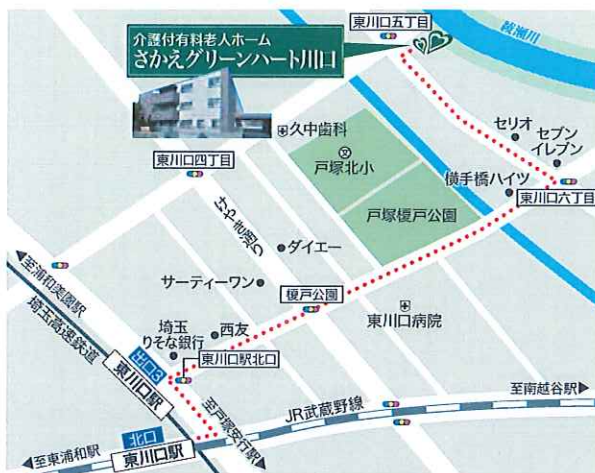 東川口五丁目
綾瀬川
介護付有料老人ホーム
さかえグリーンハート川口
久中歯科
戸塚北小
セリオ
セブン
イレブン
東川口四丁目
横手橋ハイツ
東川口六丁目
けやき通り
戸塚榎戸公園
ダイエー
至浦和美園駅
サーティーワン
榎戸公園
埼玉高速鉄道
埼玉
りそな銀行
西友
東川口病院
出口3
東川口駅北口
東川口駅
至戸塚安行駅
JR武蔵野線
至南越谷駅
北口
東川口駅
至東浦和駅